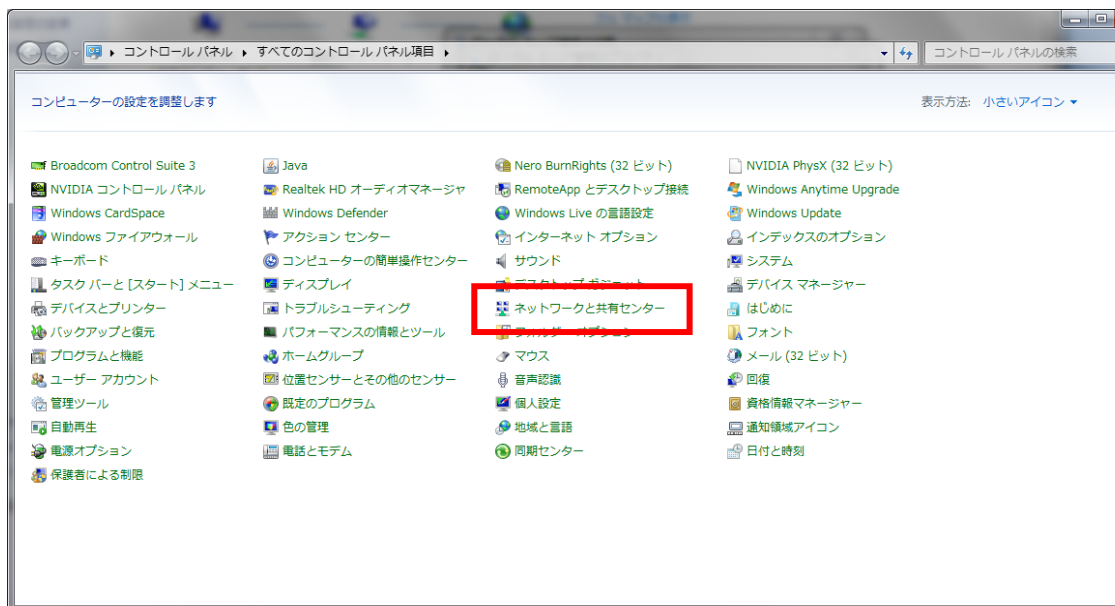 コントロール パネル ▸ すべてのコントロール パネル項目 ▸
コントロール パネルの検索
コンピューターの設定を調整します
表示方法: 小さいアイコン
Broadcom Control Suite 3
Java
Nero BurnRights (32 ビット)
NVIDIA PhysX (32 ビット)
NVIDIA コントロール パネル
Realtek HD オーディオマネージャ
RemoteApp とデスクトップ接続
Windows Anytime Upgrade
Windows CardSpace
Windows Defender
Windows Live の言語設定
Windows Update
Windows ファイアウォール
アクション センター
インターネット オプション
インデックスのオプション
キーボード
コンピューターの簡単操作センター
サウンド
システム
タスク バーと [スタート] メニュー
ディスプレイ
デスクトップ ガジェット
デバイス マネージャー
デバイスとプリンター
トラブルシューティング
ネットワークと共有センター
はじめに
バックアップと復元
パフォーマンスの情報とツール
フォルダー オプション
フォント
プログラムと機能
ホームグループ
マウス
メール (32 ビット)
ユーザー アカウント
位置センサーとその他のセンサー
音声認識
回復
管理ツール
既定のプログラム
個人設定
資格情報マネージャー
自動再生
色の管理
地域と言語
通知領域アイコン
電源オプション
電話とモデム
同期センター
日付と時刻
保護者による制限